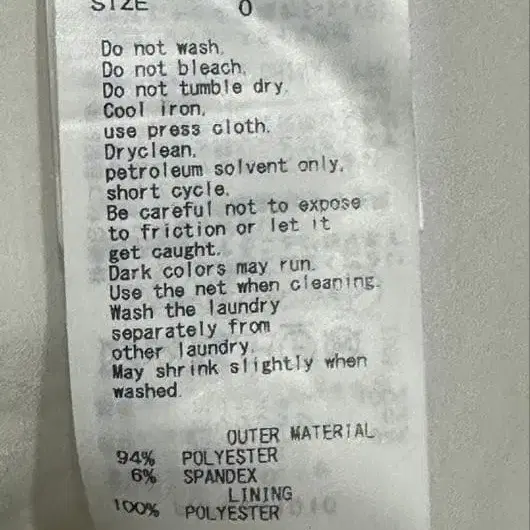 SIZE 0
Do not wash.
Do not bleach.
Do not tumble dry.
Cool iron,
use press cloth.
Dryclean,
petroleum solvent only,
short cycle.
Be careful not to expose
to friction or let it
get caught.
Dark colors may run.
Use the net when cleaning.
Wash the laundry
separately from
other laundry.
May shrink slightly when
washed.
OUTER MATERIAL
94% POLYESTER
6% SPANDEX
LINING
100% POLYESTER